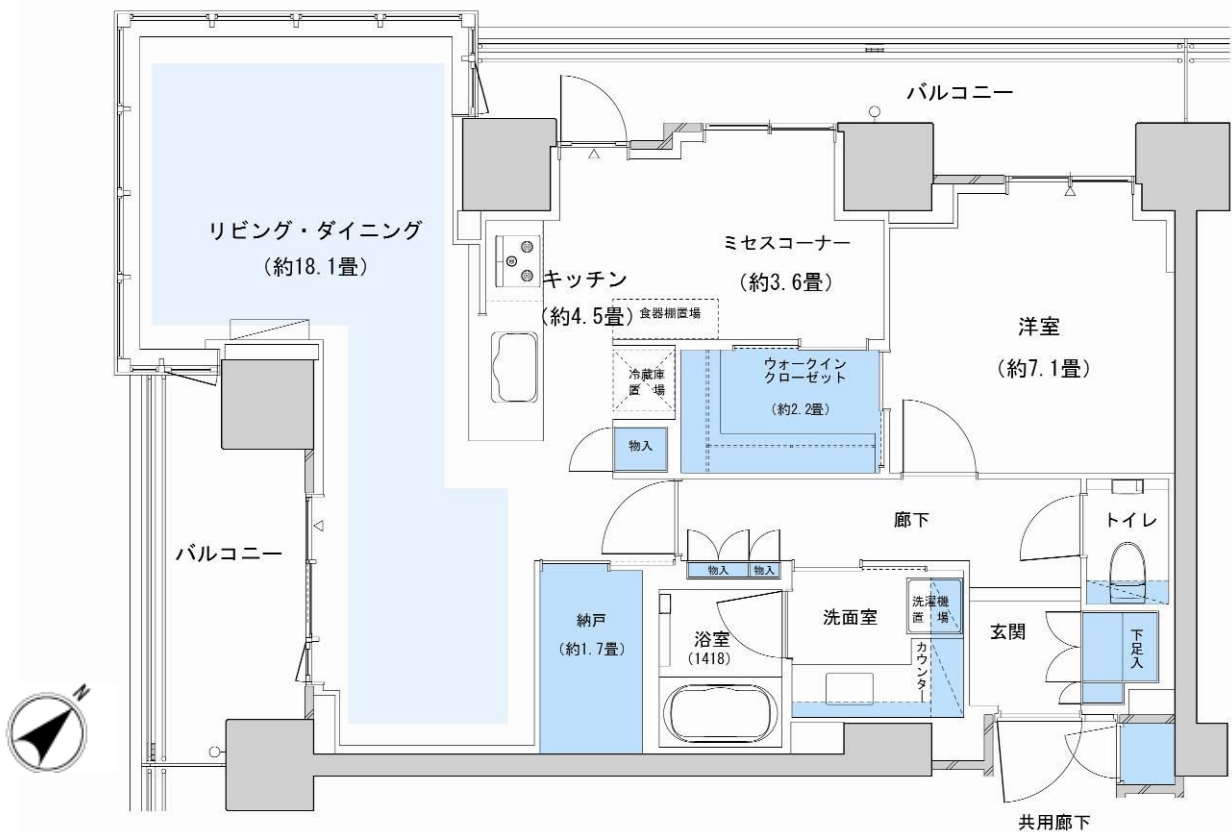 バルコニー
リビング・ダイニング
(約18.1畳)
ミセスコーナー
(約3.6畳)
キッチン
(約4.5畳)
食器棚置場
洋室
(約7.1畳)
冷蔵庫
置場
ウォークイン
クローゼット
(約2.2畳)
物入
廊下
トイレ
バルコニー
物入
物入
納戸
(約1.7畳)
浴室
(1418)
洗面室
洗濯機
置場
カウンター
玄関
下足入
N
共用廊下